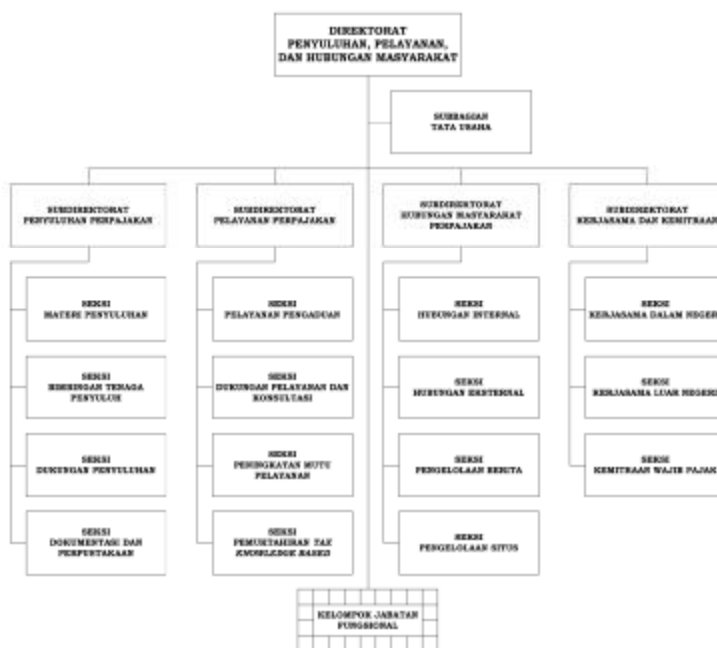 DIREKTORAT
PENYULUHAN, PELAYANAN,
DAN HUBUNGAN MASYARAKAT
SUBBAGIAN
TATA USAHA
SUBDIREKTORAT
PENYULUHAN PERPAJAKAN
SUBDIREKTORAT
PELAYANAN PERPAJAKAN
SUBDIREKTORAT
HUBUNGAN MASYARAKAT
PERPAJAKAN
SUBDIREKTORAT
KERJASAMA DAN KEMITRAAN
SEKSI
MATERI PENYULUHAN
SEKSI
PELAYANAN PENGADUAN
SEKSI
HUBUNGAN INTERNAL
SEKSI
KERJASAMA DALAM NEGERI
SEKSI
BIMBINGAN TENAGA
PENYULUH
SEKSI
DUKUNGAN PELAYANAN DAN
KONSULTASI
SEKSI
HUBUNGAN EKSTERNAL
SEKSI
KERJASAMA LUAR NEGERI
SEKSI
DUKUNGAN PENYULUHAN
SEKSI
PENINGKATAN MUTU
PELAYANAN
SEKSI
PENGELOLAAN BERITA
SEKSI
KEMITRAAN WAJIB PAJAK
SEKSI
DOKUMENTASI DAN
PERPUSTAKAAN
SEKSI
PEMUKTAHIRAN TAX
KNOWLEDGE BASED
SEKSI
PENGELOLAAN SITUS
KELOMPOK JABATAN
FUNGSIONAL